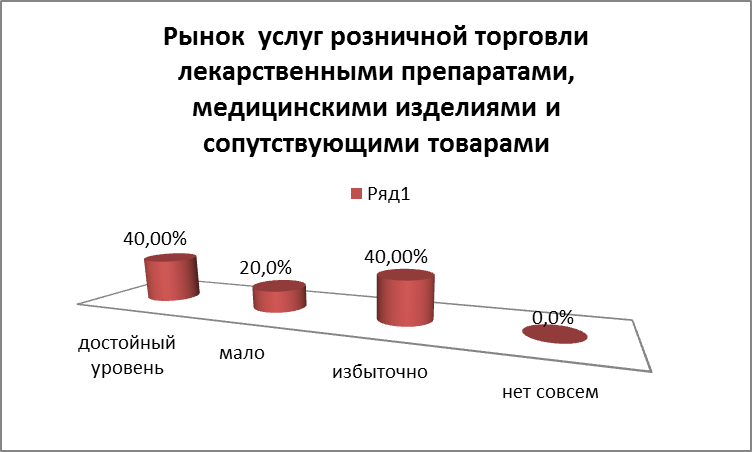 Рынок  услуг розничной торговли
лекарственными препаратами,
медицинскими изделиями и
сопутствующими товарами
Ряд1
40,00%
20,0%
40,00%
0,0%
достойный
уровень
мало
избыточно
нет совсем